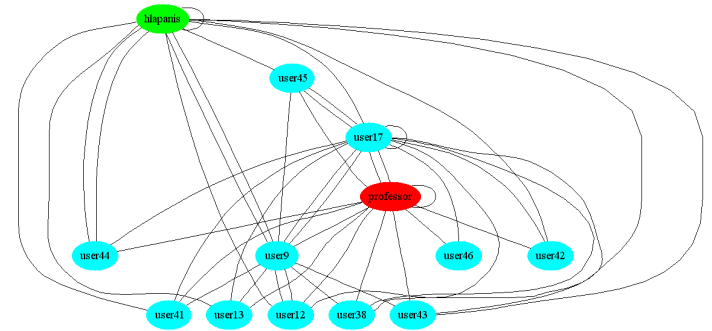 hlapanis
user45
user17
professor
user44 user9 user46 user42
user41 user13 user12 user38 user43